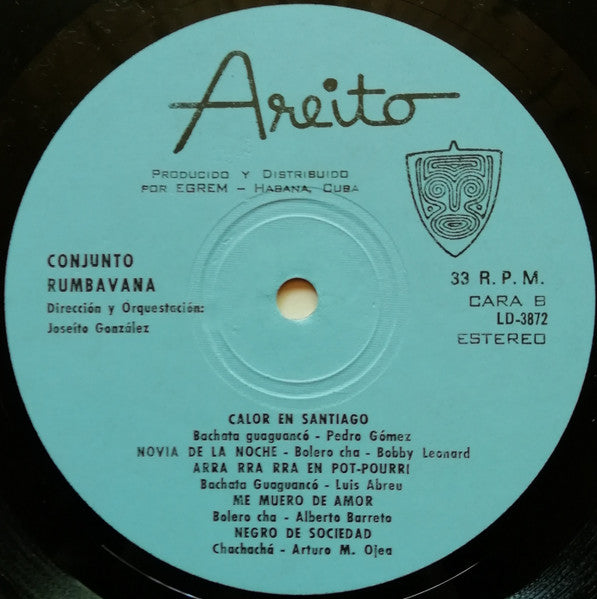 Areito
PRODUCIDO Y DISTRIBUIDO
POR EGREM – HABANA, CUBA
CONJUNTO
RUMBAVANA
Dirección y Orquestación:
Joseíto González
33 R. P. M.
CARA B
LD-3872
ESTEREO
CALOR EN SANTIAGO
Bachata guaguancó - Pedro Gómez
NOVIA DE LA NOCHE - Bolero cha - Bobby Leonard
ARRA RRA RRA EN POT-POURRI
Bachata Guaguancó - Luis Abreu
ME MUERO DE AMOR
Bolero cha - Alberto Barreto
NEGRO DE SOCIEDAD
Chachachá - Arturo M. Ojea